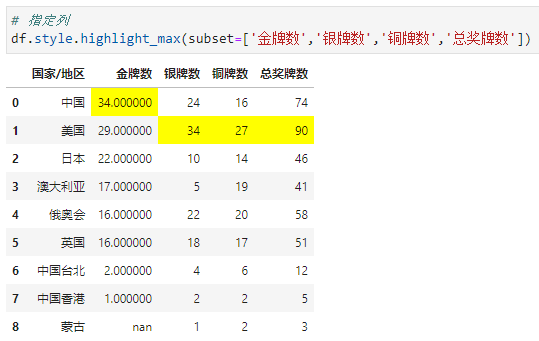 # 指定列
df.style.highlight_max(subset=['金牌数','银牌数','铜牌数','总奖牌数'])
国家/地区 金牌数 银牌数 铜牌数 总奖牌数
0 中国 34.000000 24 16 74
1 美国 29.000000 34 27 90
2 日本 22.000000 10 14 46
3 澳大利亚 17.000000 5 19 41
4 俄奥会 16.000000 22 20 58
5 英国 16.000000 18 17 51
6 中国台北 2.000000 4 6 12
7 中国香港 1.000000 2 2 5
8 蒙古 nan 1 2 3